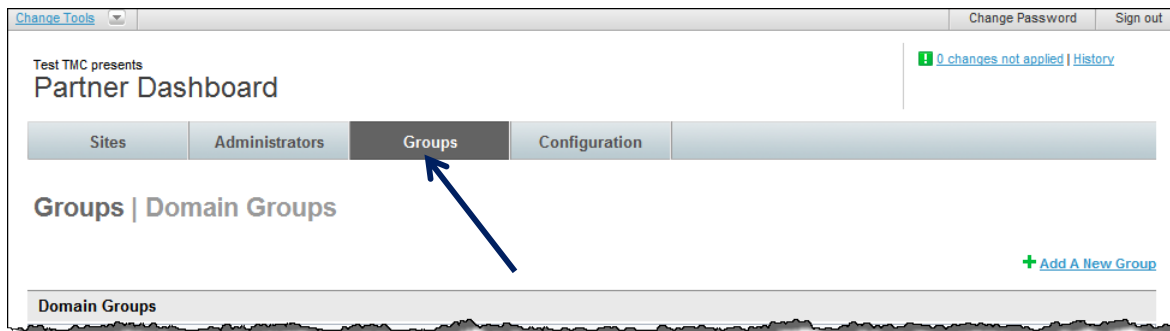 Change Tools
Change Password
Sign out
Test TMC presents
Partner Dashboard
0 changes not applied | History
Sites
Administrators
Groups
Configuration
Groups | Domain Groups
Add A New Group
Domain Groups